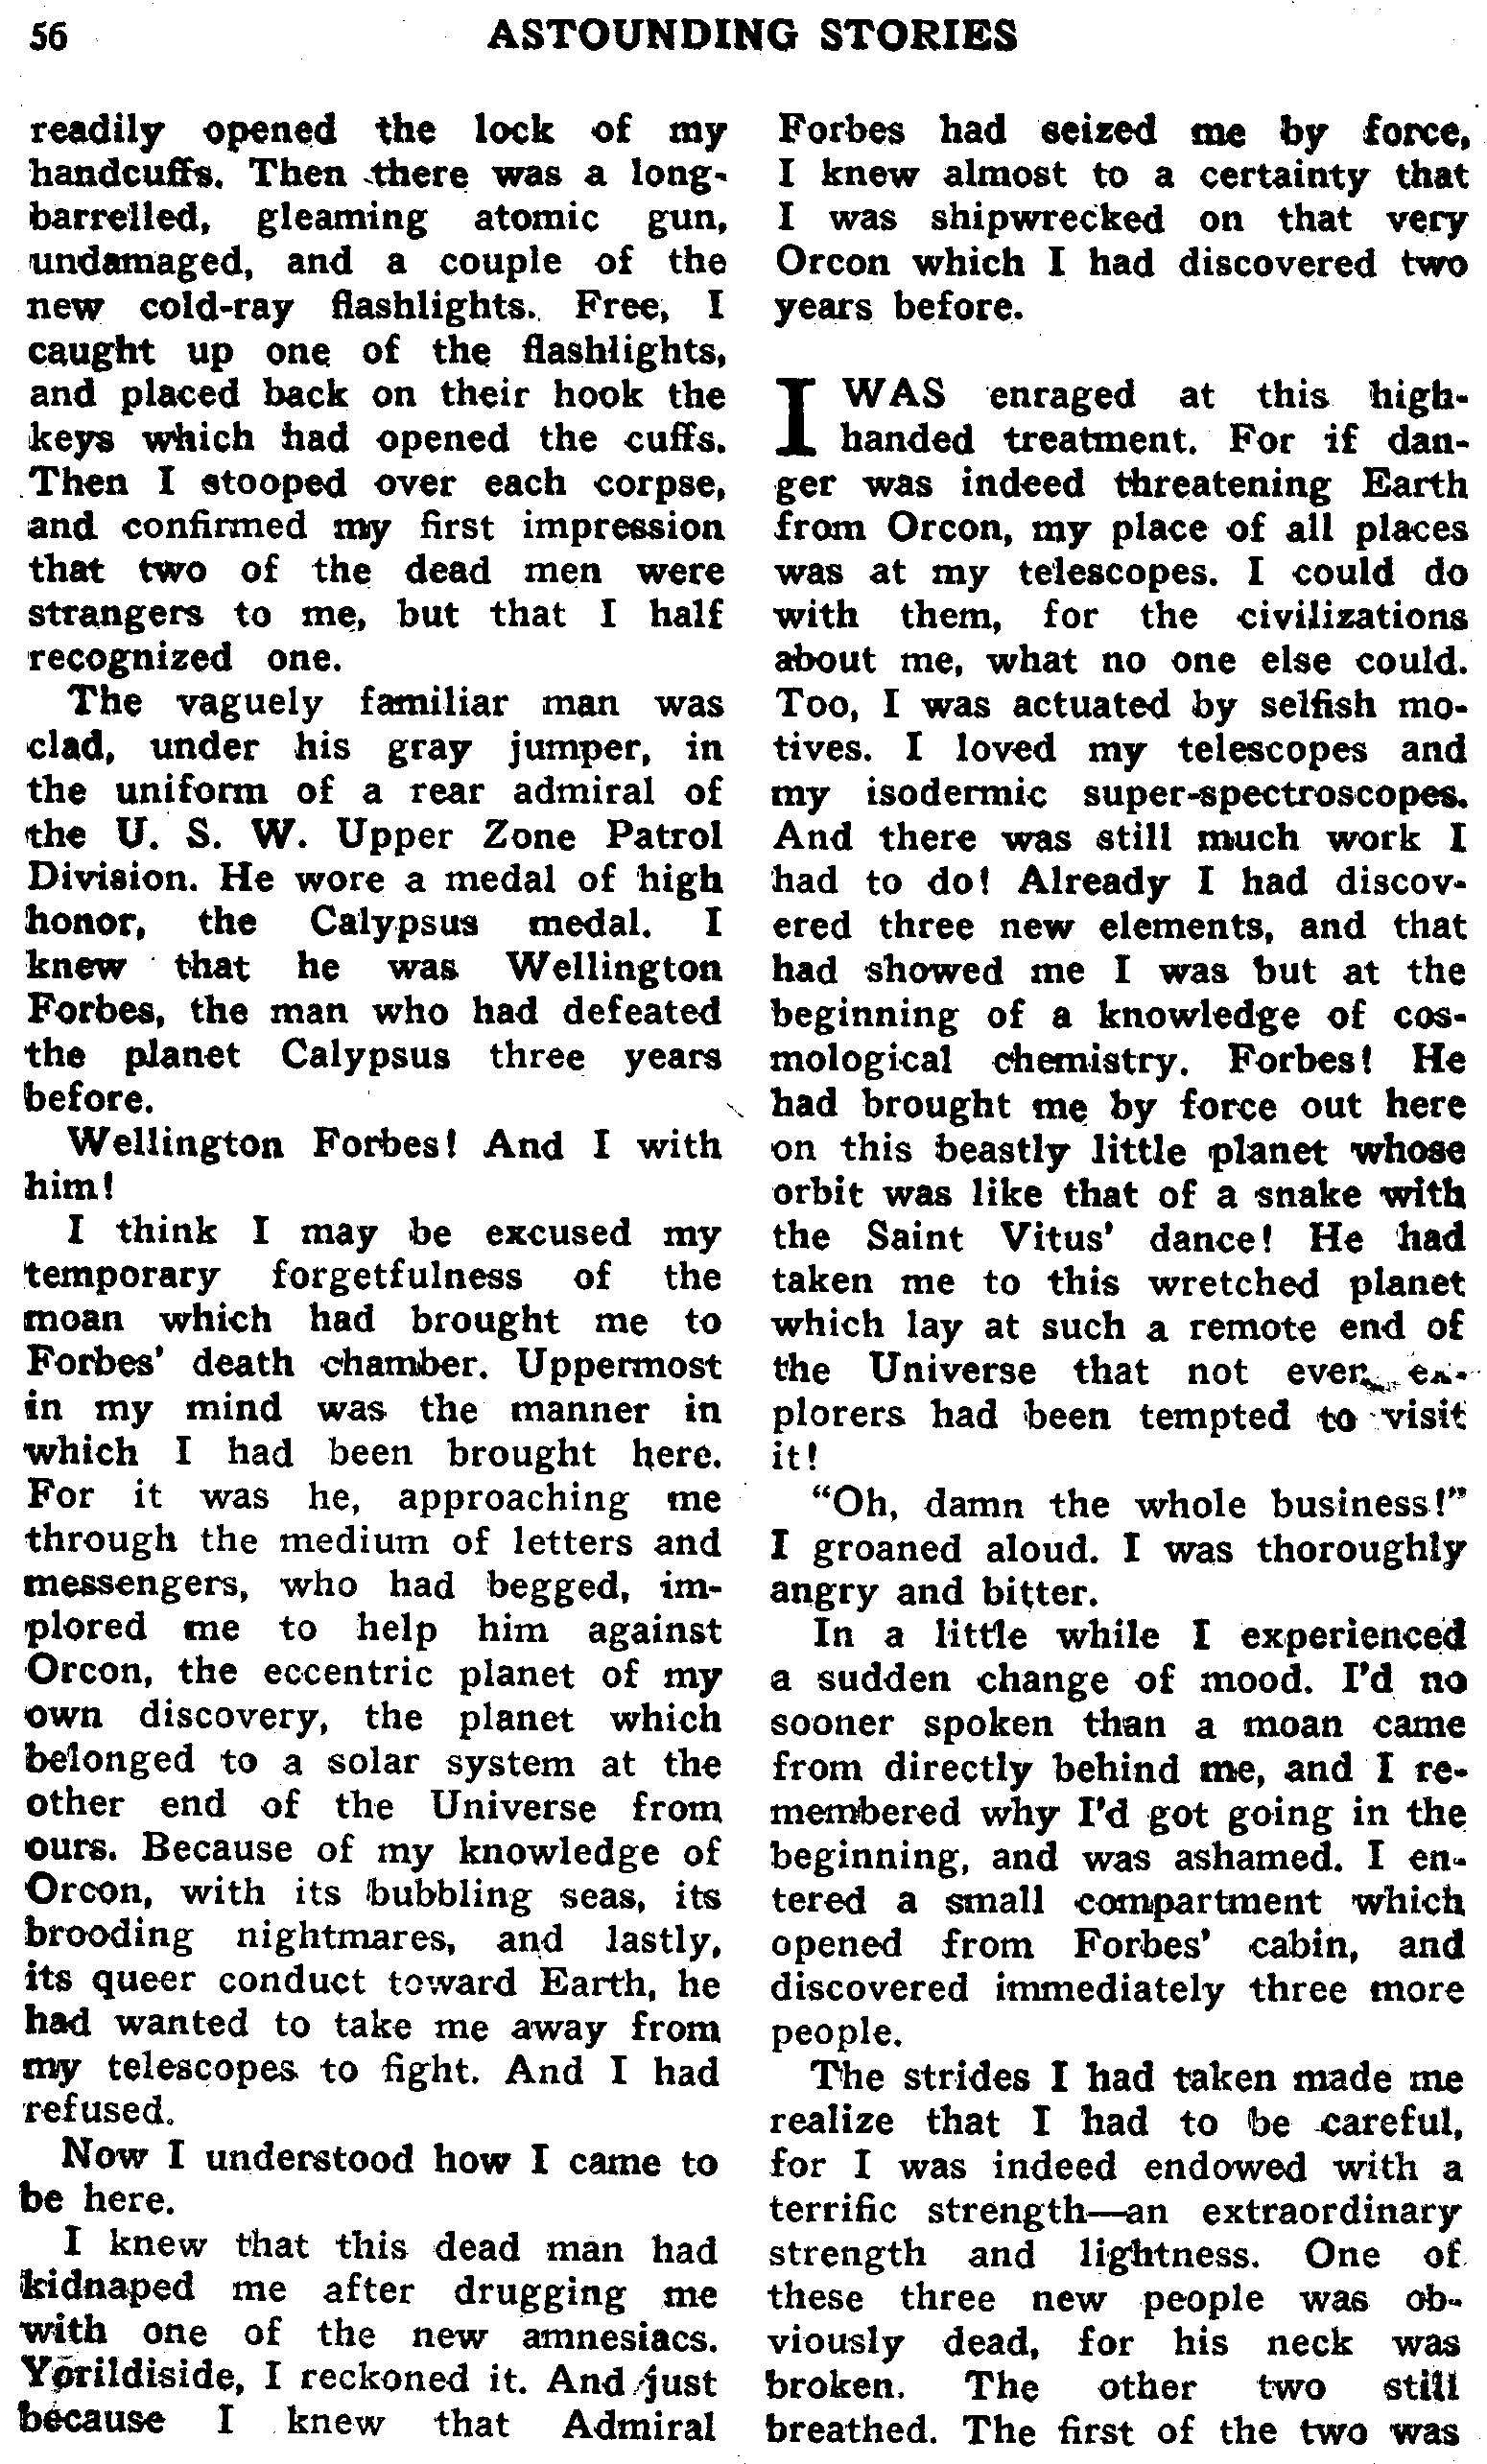 56
ASTOUNDING STORIES
readily opened the lock of my
handcuffs. Then there was a long-
barrelled, gleaming atomic gun,
undamaged, and a couple of the
new cold-ray flashlights. Free, I
caught up one of the flashlights,
and placed back on their hook the
keys which had opened the cuffs.
Then I stooped over each corpse,
and confirmed my first impression
that two of the dead men were
strangers to me, but that I half
recognized one.
The vaguely familiar man was
clad, under his gray jumper, in
the uniform of a rear admiral of
the U. S. W. Upper Zone Patrol
Division. He wore a medal of high
honor, the Calypsus medal. I
knew that he was Wellington
Forbes, the man who had defeated
the planet Calypsus three years
before.
Wellington Forbes! And I with
him!
I think I may be excused my
temporary forgetfulness of the
moan which had brought me to
Forbes' death chamber. Uppermost
in my mind was the manner in
which I had been brought here.
For it was he, approaching me
through the medium of letters and
messengers, who had begged, im-
plored me to help him against
Orcon, the eccentric planet of my
own discovery, the planet which
belonged to a solar system at the
other end of the Universe from
ours. Because of my knowledge of
Orcon, with its bubbling seas, its
brooding nightmares, and lastly,
its queer conduct toward Earth, he
had wanted to take me away from
my telescopes to fight. And I had
refused.
Now I understood how I came to
be here.
I knew that this dead man had
kidnaped me after drugging me
with one of the new amnesiacs.
Yorildiside, I reckoned it. And just
because I knew that Admiral
Forbes had seized me by force,
I knew almost to a certainty that
I was shipwrecked on that very
Orcon which I had discovered two
years before.
I WAS enraged at this high-
handed treatment. For if dan-
ger was indeed threatening Earth
from Orcon, my place of all places
was at my telescopes. I could do
with them, for the civilizations
about me, what no one else could.
Too, I was actuated by selfish mo-
tives. I loved my telescopes and
my isodermic super-spectroscopes.
And there was still much work I
had to do! Already I had discov-
ered three new elements, and that
had showed me I was but at the
beginning of a knowledge of cos-
mological chemistry. Forbes! He
had brought me by force out here
on this beastly little planet whose
orbit was like that of a snake with
the Saint Vitus' dance! He had
taken me to this wretched planet
which lay at such a remote end of
the Universe that not even ex-
plorers had been tempted to visit
it!
"Oh, damn the whole business!"
I groaned aloud. I was thoroughly
angry and bitter.
In a little while I experienced
a sudden change of mood. I'd no
sooner spoken than a moan came
from directly behind me, and I re-
membered why I'd got going in the
beginning, and was ashamed. I en-
tered a small compartment which
opened from Forbes' cabin, and
discovered immediately three more
people.
The strides I had taken made me
realize that I had to be careful,
for I was indeed endowed with a
terrific strength—an extraordinary
strength and lightness. One of
these three new people was ob-
viously dead, for his neck was
broken. The other two still
breathed. The first of the two was